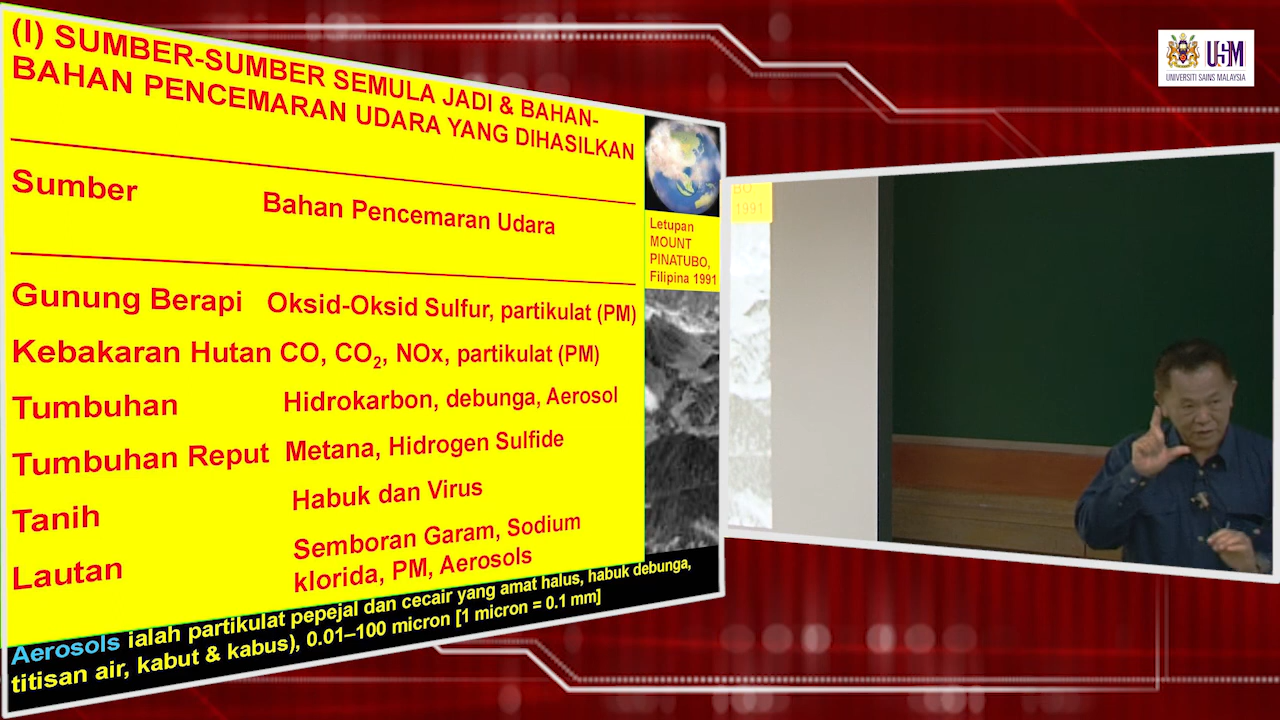 (I) SUMBER-SUMBER SEMULA JADI & BAHAN-
BAHAN PENCEMARAN UDARA YANG DIHASILKAN
Sumber Bahan Pencemaran Udara
Gunung Berapi Oksid-Oksid Sulfur, partikulat (PM)
Kebakaran Hutan CO, CO₂, NOx, partikulat (PM)
Tumbuhan Hidrokarbon, debunga, Aerosol
Tumbuhan Reput Metana, Hidrogen Sulfide
Tanih Habuk dan Virus
Lautan Semboran Garam, Sodium
klorida, PM, Aerosols
Aerosols ialah partikulat pepejal dan cecair yang amat halus, habuk debunga,
titisan air, kabut & kabus), 0.01–100 micron [1 micron = 0.1 mm]
Letupan
MOUNT
PINATUBO,
Filipina 1991
BO
1991
USM
UNIVERSITI SAINS MALAYSIA